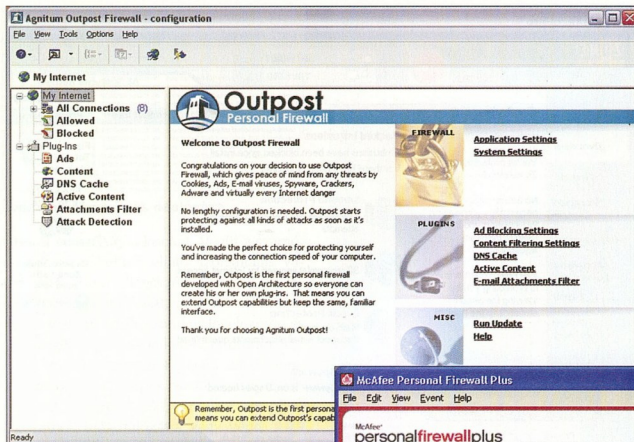 Agnitum Outpost Firewall - configuration
File View Tools Options Help
My Internet
My Internet
All Connections (8)
Allowed
Blocked
Plug-Ins
Ads
Content
DNS Cache
Active Content
Attachments Filter
Attack Detection
Outpost
Personal Firewall
Welcome to Outpost Firewall
Congratulations on your decision to use Outpost
Firewall, which gives peace of mind from any threats by
Cookies, Ads, E-mail viruses, Spyware, Crackers,
Adware and virtually every Internet danger
No lengthy configuration is needed. Outpost starts
protecting against all kinds of attacks as soon as it's
installed.
You've made the perfect choice for protecting yourself
and increasing the connection speed of your computer.
Remember, Outpost is the first personal firewall
developed with Open Architecture so everyone can
create his or her own plug-ins. That means you can
extend Outpost capabilities but keep the same, familiar
interface.
Thank you for choosing Agnitum Outpost!
FIREWALL
Application Settings
System Settings
PLUGINS
Ad Blocking Settings
Content Filtering Settings
DNS Cache
Active Content
E-mail Attachments Filter
MISC
Run Update
Help
Remember, Outpost is the first persona
means you can extend Outpost's capab
Ready
McAfee Personal Firewall Plus
File Edit View Event Help
McAfee
personalfirewallplus